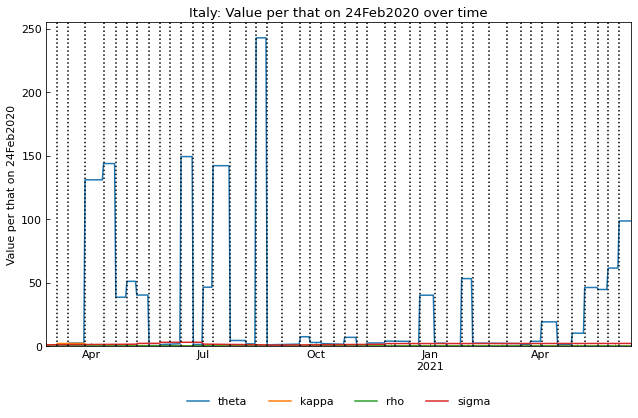 Italy: Value per that on 24Feb2020 over time
Value per that on 24Feb2020
250
200
150
100
50
0
Apr Jul Oct Jan Apr
2021
theta kappa rho sigma